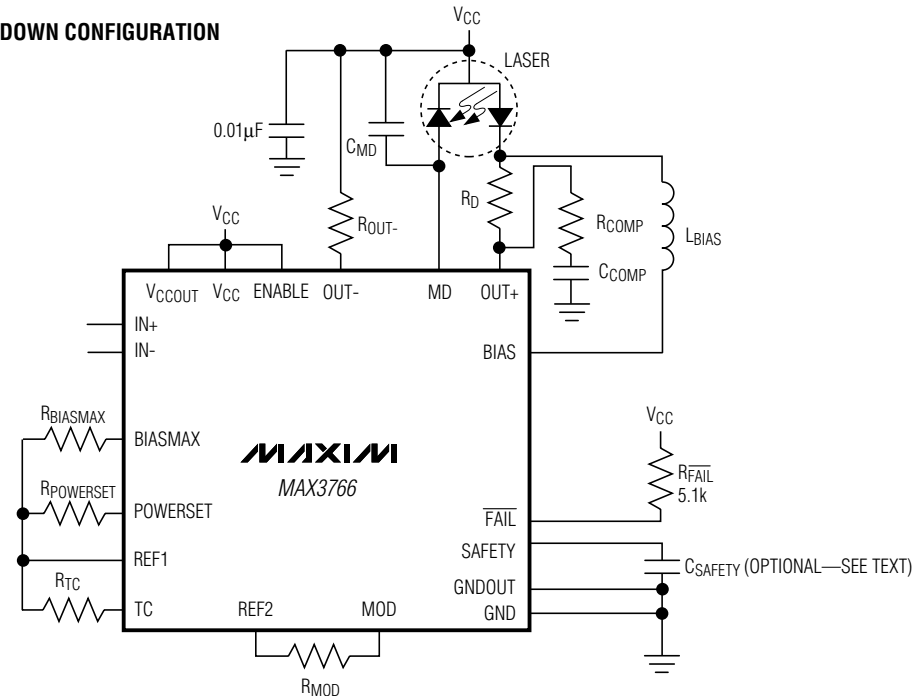 DOWN CONFIGURATION
VCC
LASER
0.01µF
CMD
RD
RCOMP
LBIAS
VCC
ROUT-
CCOMP
VCCOUT VCC ENABLE OUT- MD OUT+
IN+
IN-
BIAS
RBIASMAX
BIASMAX
VCC
MAXIM
MAX3766
RFAIL
5.1k
RPOWERSET
POWERSET
FAIL
SAFETY
CSAFETY (OPTIONAL—SEE TEXT)
REF1
GNDOUT
RTC
TC
REF2
MOD
GND
RMOD